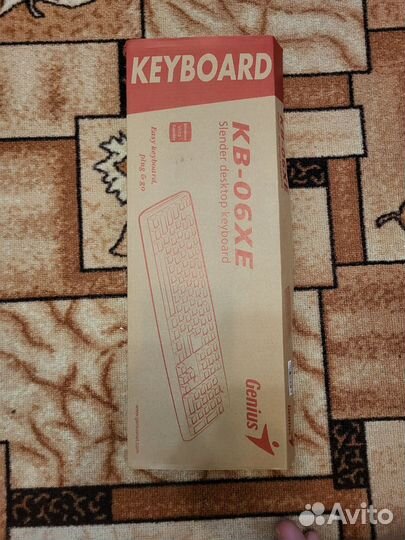 KEYBOARD
KB-06XE
Slender desktop keyboard
Easy keyboard,
plug & go
Genius
Avito